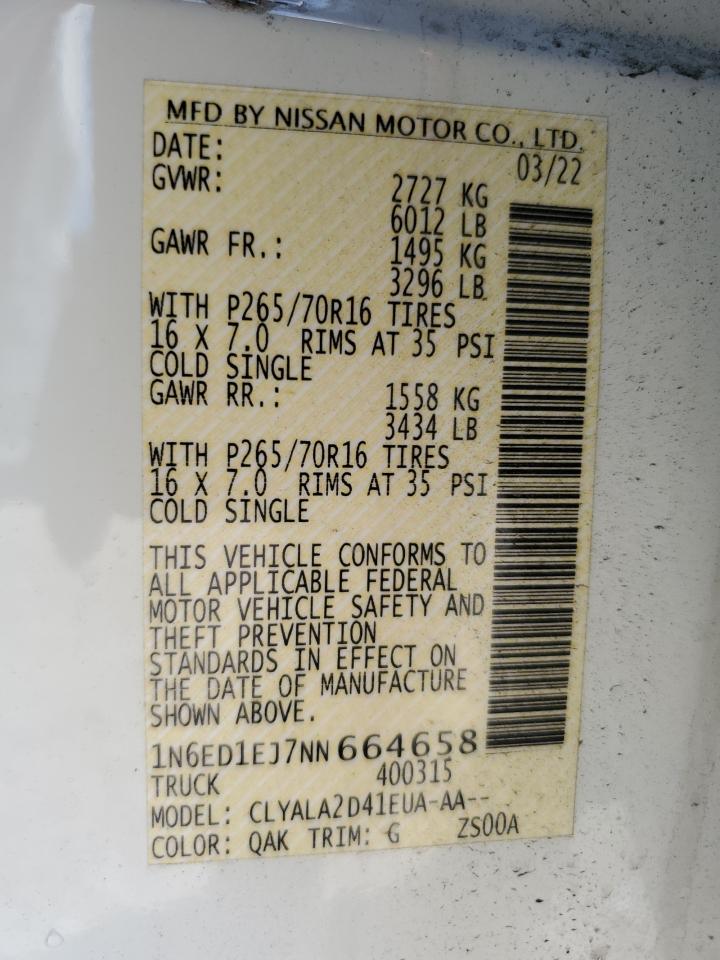 MFD BY NISSAN MOTOR CO., LTD.
DATE: 03/22
GVWR: 2727 KG
6012 LB
GAWR FR.: 1495 KG
3296 LB
WITH P265/70R16 TIRES
16 X 7.0 RIMS AT 35 PSI
COLD SINGLE
GAWR RR.: 1558 KG
3434 LB
WITH P265/70R16 TIRES
16 X 7.0 RIMS AT 35 PSI
COLD SINGLE
THIS VEHICLE CONFORMS TO
ALL APPLICABLE FEDERAL
MOTOR VEHICLE SAFETY AND
THEFT PREVENTION
STANDARDS IN EFFECT ON
THE DATE OF MANUFACTURE
SHOWN ABOVE.
1N6ED1EJ7NN664658
TRUCK 400315
MODEL: CLYALA2D41EUA-AA--
COLOR: QAK TRIM: G ZS00A